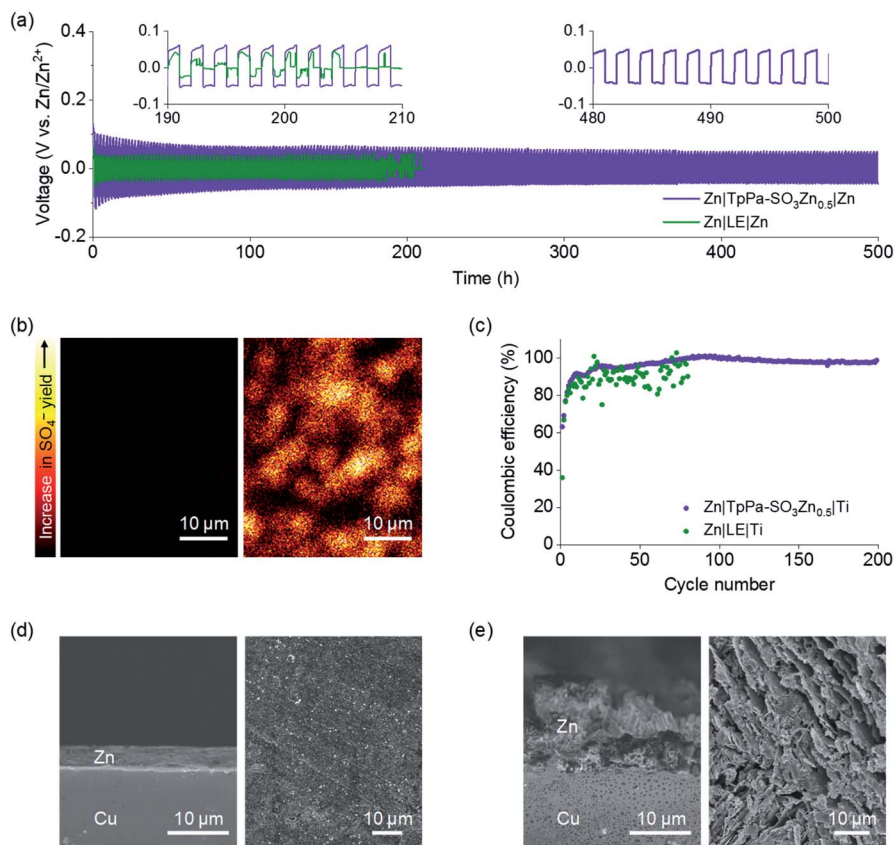 (a)
0.4
0.2
0.0
-0.2
Voltage (V vs. Zn/Zn²⁺)
0.1
0.0
-0.1
190
200
210
0.1
0.0
-0.1
480
490
500
Zn|TpPa-SO₃Zn₀.₅|Zn
Zn|LE|Zn
0
100
200
300
400
500
Time (h)
(b)
Increase in SO₄⁻ yield
10 µm
10 µm
(c)
Coulombic efficiency (%)
100
80
60
40
20
0
Zn|TpPa-SO₃Zn₀.₅|Ti
Zn|LE|Ti
0
50
100
150
200
Cycle number
(d)
Zn
Cu
10 µm
10 µm
(e)
Zn
Cu
10 µm
10 µm